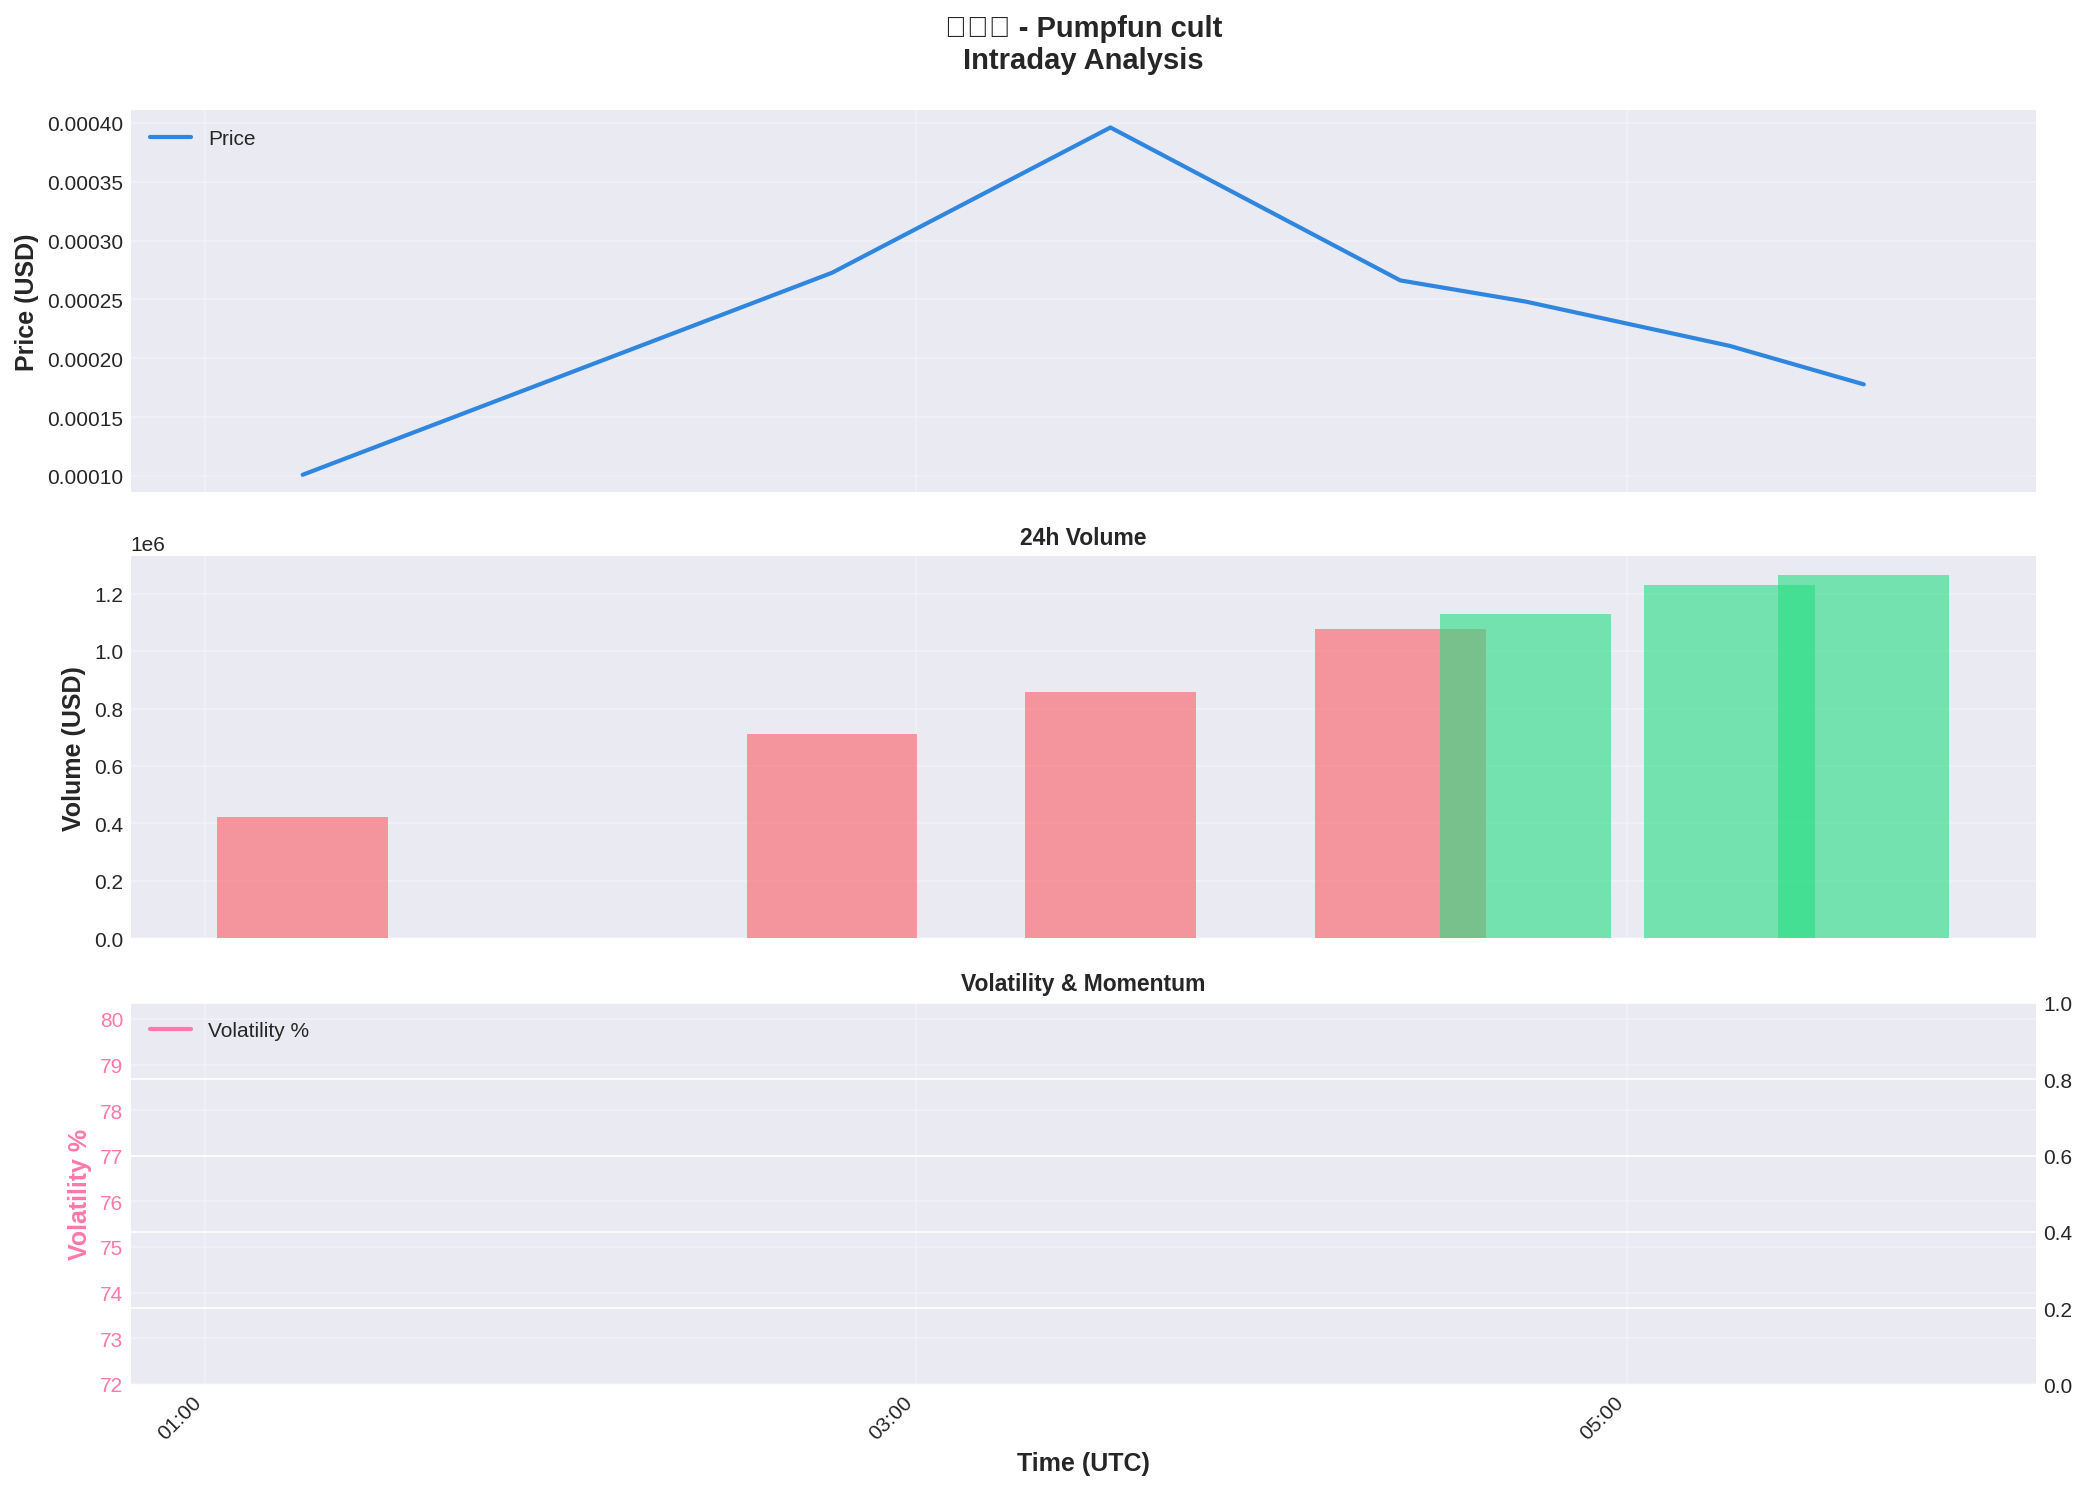 - Pumpfun cult
Intraday Analysis
Price
0.00040
0.00035
0.00030
0.00025
0.00020
0.00015
0.00010
Price (USD)
24h Volume
1e6
1.2
1.0
0.8
0.6
0.4
0.2
0.0
Volume (USD)
Volatility & Momentum
Volatility %
80
79
78
77
76
75
74
73
72
Volatility %
1.0
0.8
0.6
0.4
0.2
0.0
01:00
03:00
05:00
Time (UTC)